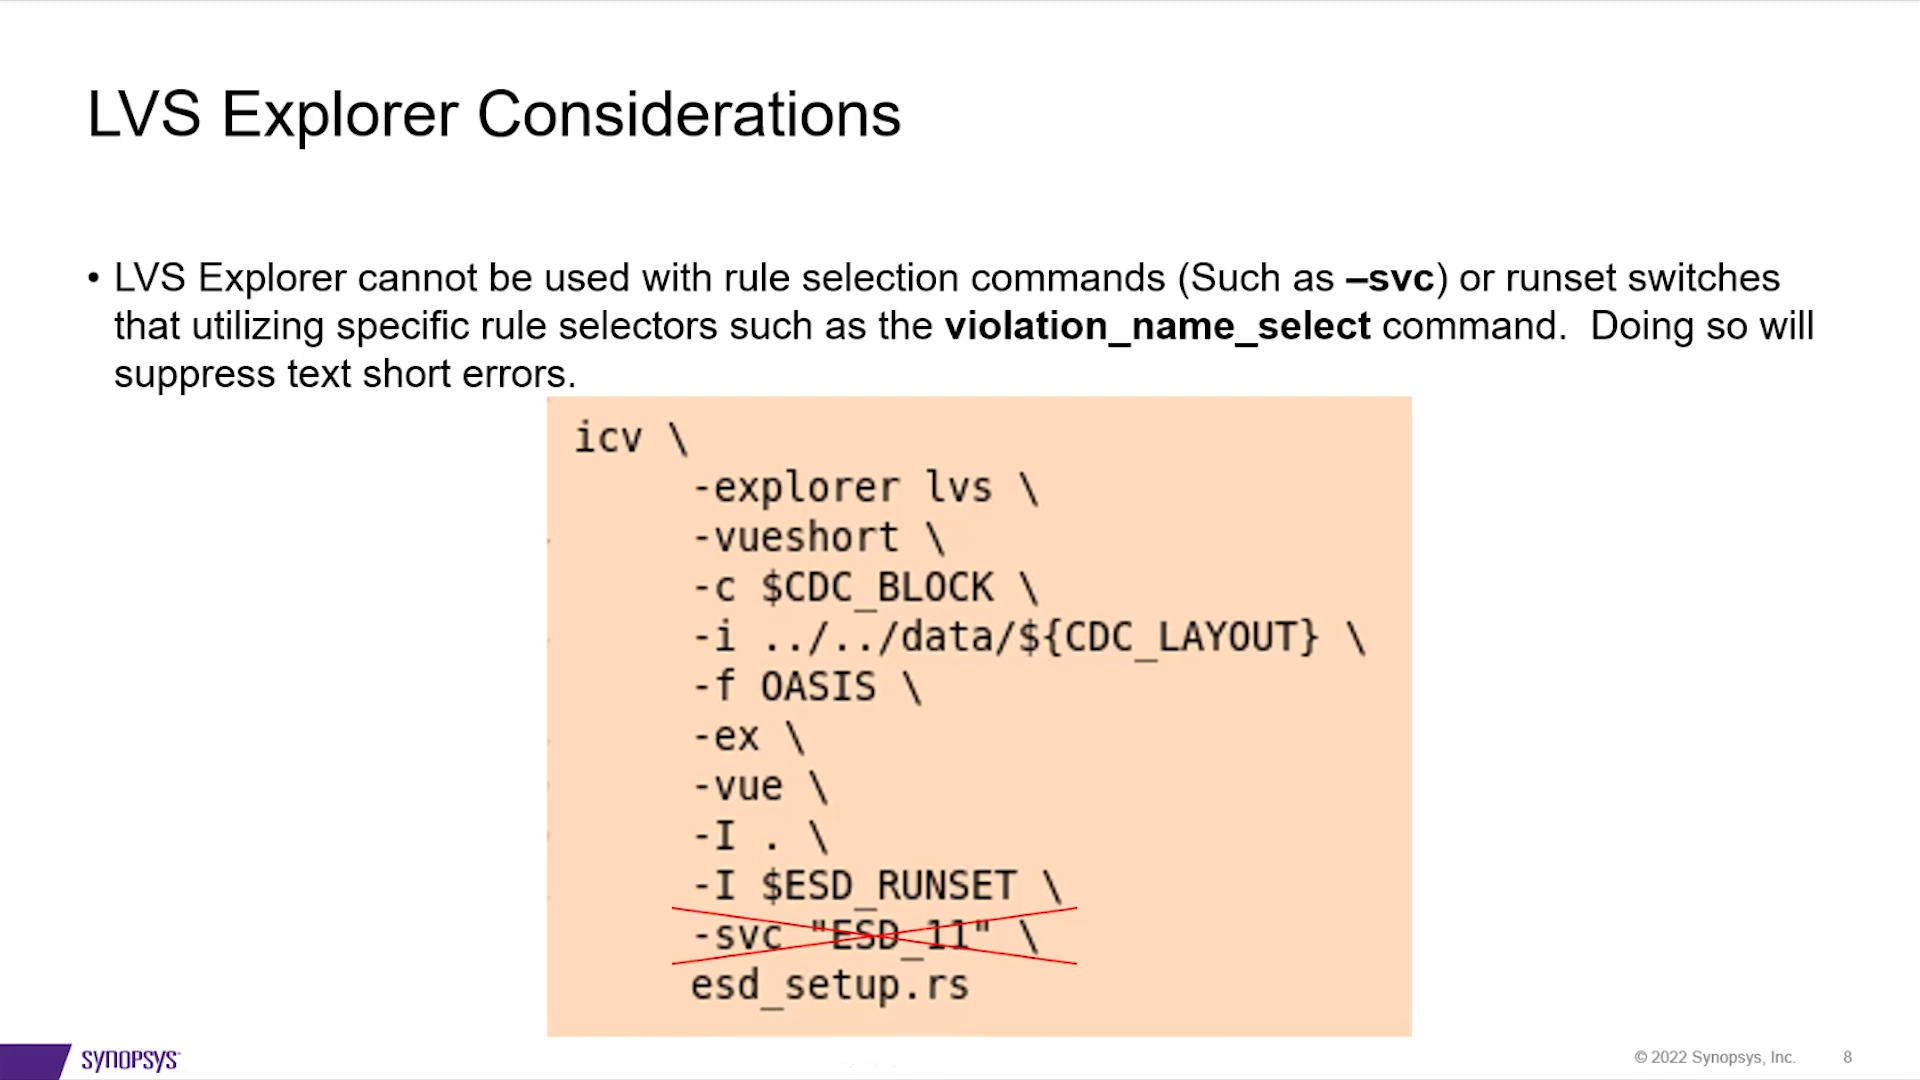 LVS Explorer Considerations
• LVS Explorer cannot be used with rule selection commands (Such as –svc) or runset switches
that utilizing specific rule selectors such as the violation_name_select command.  Doing so will
suppress text short errors.
icv \
-explorer lvs \
-vueshort \
-c $CDC_BLOCK \
-i ../../data/${CDC_LAYOUT} \
-f OASIS \
-ex \
-vue \
-I . \
-I $ESD_RUNSET \
-svc "ESD_11" \
esd_setup.rs
SYNOPSYS
© 2022 Synopsys, Inc.
8